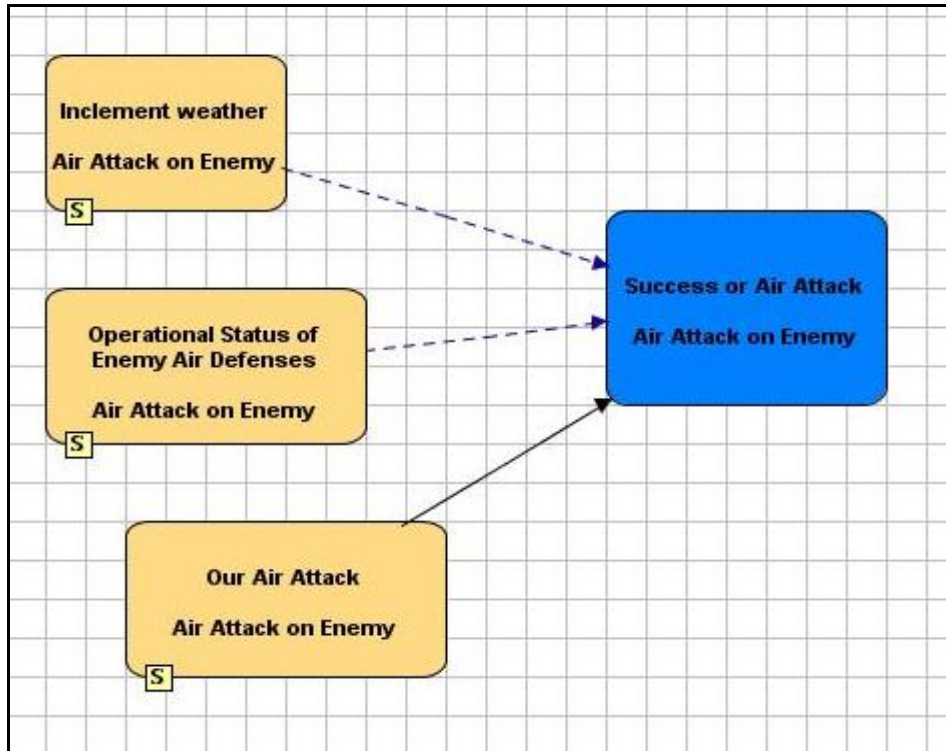 Inclement weather
Air Attack on Enemy
S
Success or Air Attack
Air Attack on Enemy
Operational Status of
Enemy Air Defenses
Air Attack on Enemy
S
Our Air Attack
Air Attack on Enemy
S